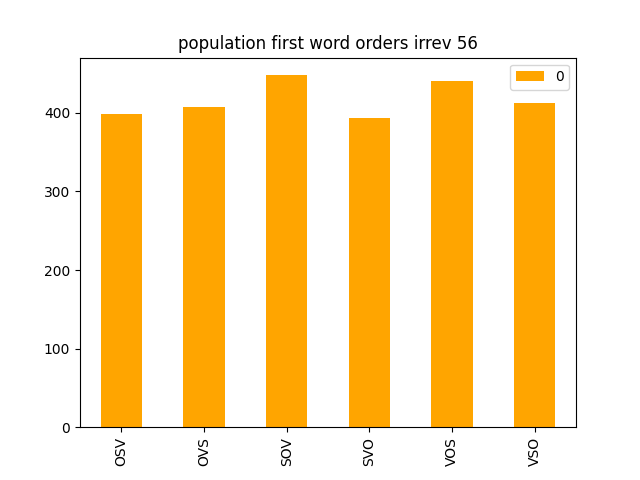 population first word orders irrev 56
0
400
300
200
100
0
OSV
OVS
SOV
SVO
VOS
VSO